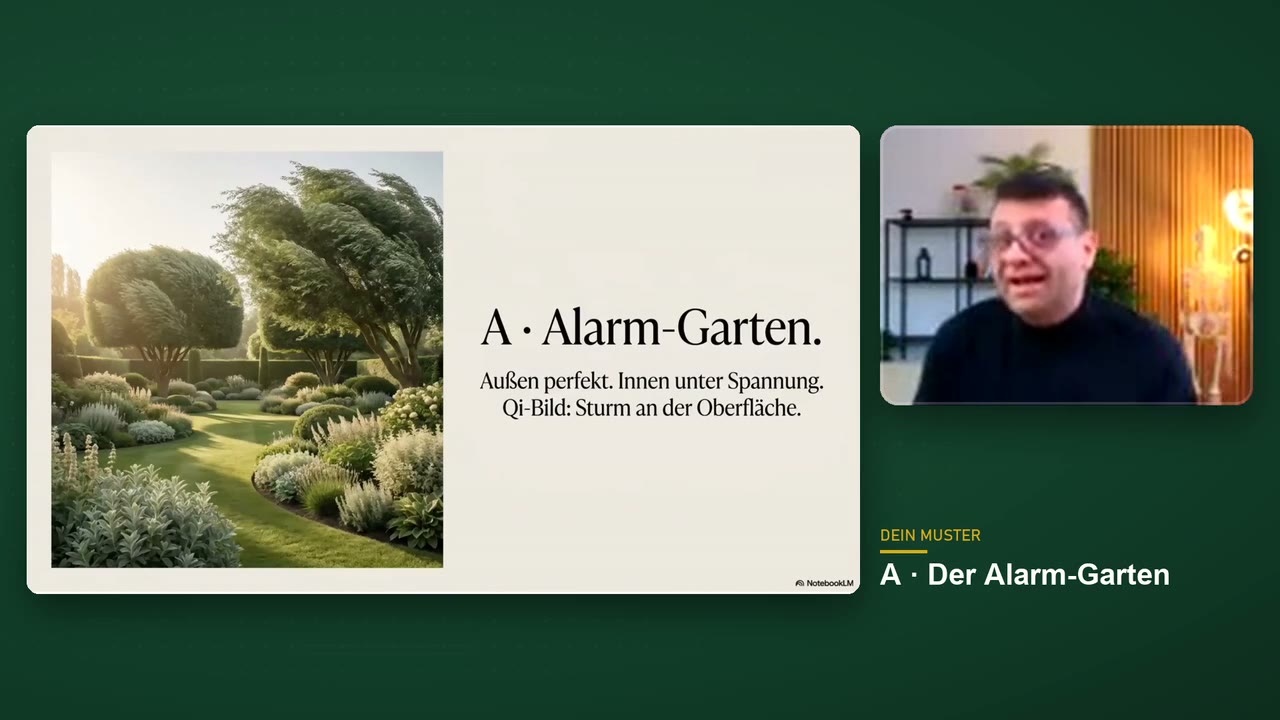 A · Alarm-Garten.
Außen perfekt. Innen unter Spannung.
Qi-Bild: Sturm an der Oberfläche.
NotebookLM
DEIN MUSTER
A · Der Alarm-Garten